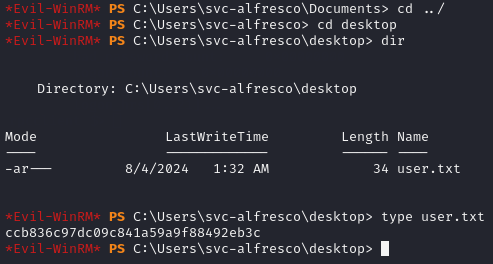 *Evil-WinRM* PS C:\Users\svc-alfresco\Documents> cd ../
*Evil-WinRM* PS C:\Users\svc-alfresco> cd desktop
*Evil-WinRM* PS C:\Users\svc-alfresco\desktop> dir
Directory: C:\Users\svc-alfresco\desktop
Mode LastWriteTime Length Name
---- ------------- ------ ----
-ar--- 8/4/2024 1:32 AM 34 user.txt
*Evil-WinRM* PS C:\Users\svc-alfresco\desktop> type user.txt
ccb836c97dc09c841a59a9f88492eb3c
*Evil-WinRM* PS C:\Users\svc-alfresco\desktop>